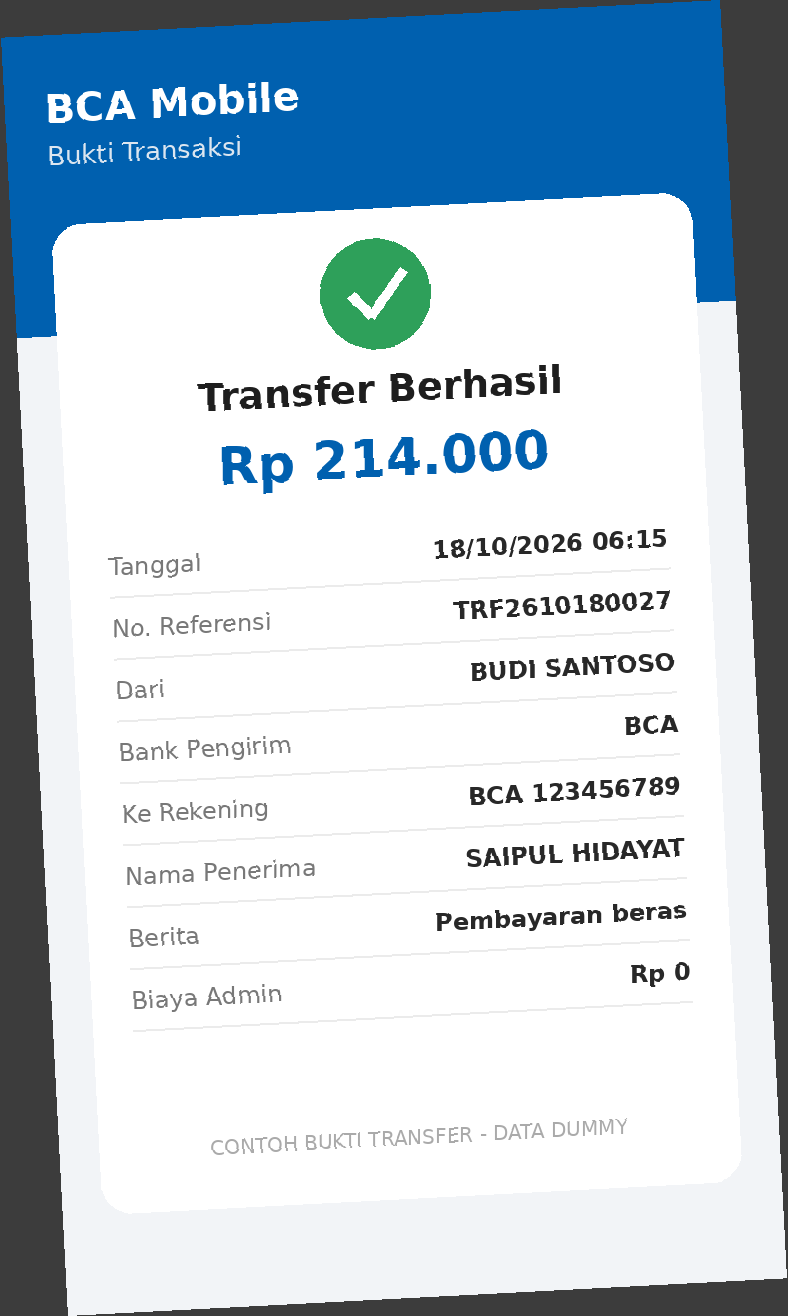 BCA Mobile
Bukti Transaksi
Transfer Berhasil
Rp 214.000
Tanggal 18/10/2026 06:15
No. Referensi TRF2610180027
Dari BUDI SANTOSO
Bank Pengirim BCA
Ke Rekening BCA 123456789
Nama Penerima SAIPUL HIDAYAT
Berita Pembayaran beras
Biaya Admin Rp 0
CONTOH BUKTI TRANSFER - DATA DUMMY